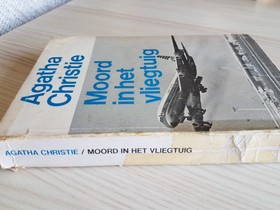 Agatha
Christie
Moord
in het
vliegtuig
AGATHA CHRISTIE / MOORD IN HET VLIEGTUIG